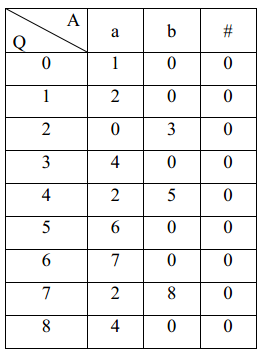 A
Q a b #
0 1 0 0
1 2 0 0
2 0 3 0
3 4 0 0
4 2 5 0
5 6 0 0
6 7 0 0
7 2 8 0
8 4 0 0